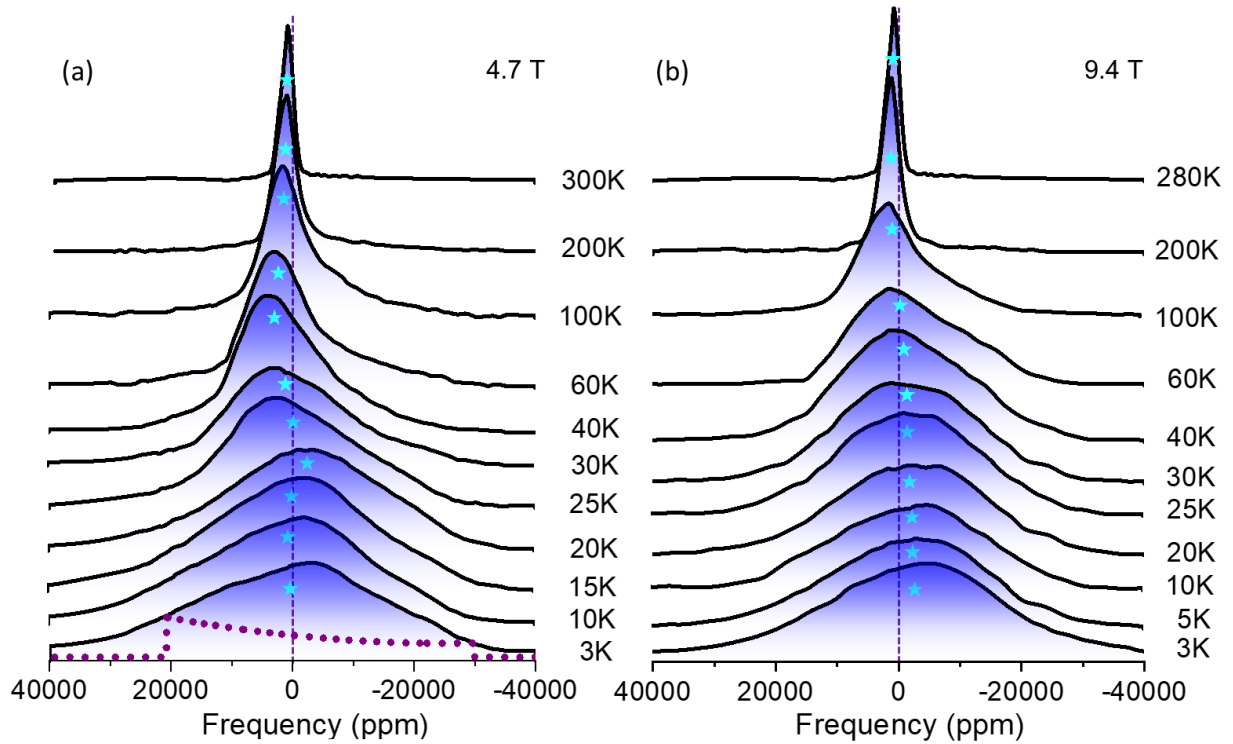 (a)
4.7 T
300K
200K
100K
60K
40K
30K
25K
20K
15K
10K
3K
40000 20000 0 -20000 -40000
Frequency (ppm)
(b)
9.4 T
280K
200K
100K
60K
40K
30K
25K
20K
10K
5K
3K
40000 20000 0 -20000 -40000
Frequency (ppm)